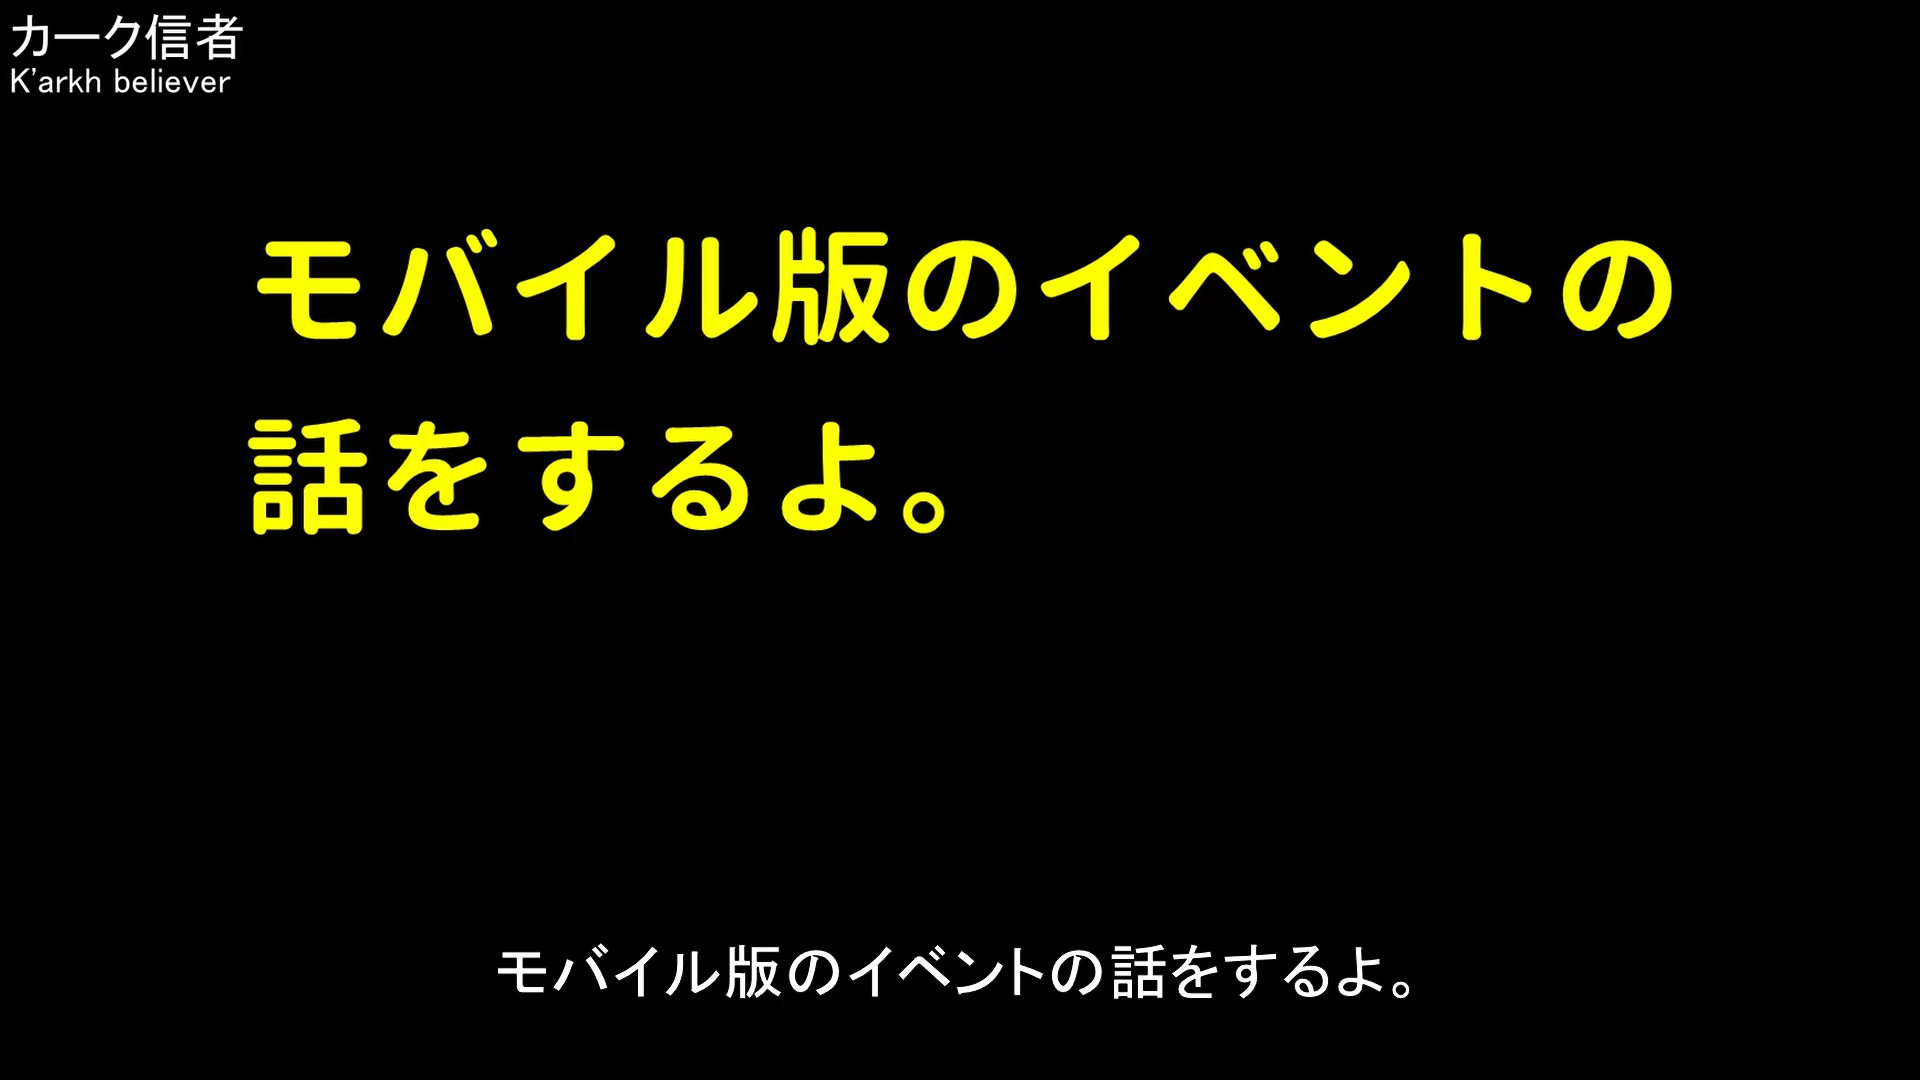 カーク信者
K'arkh believer
モバイル版のイベントの
話をするよ。
モバイル版のイベントの話をするよ。